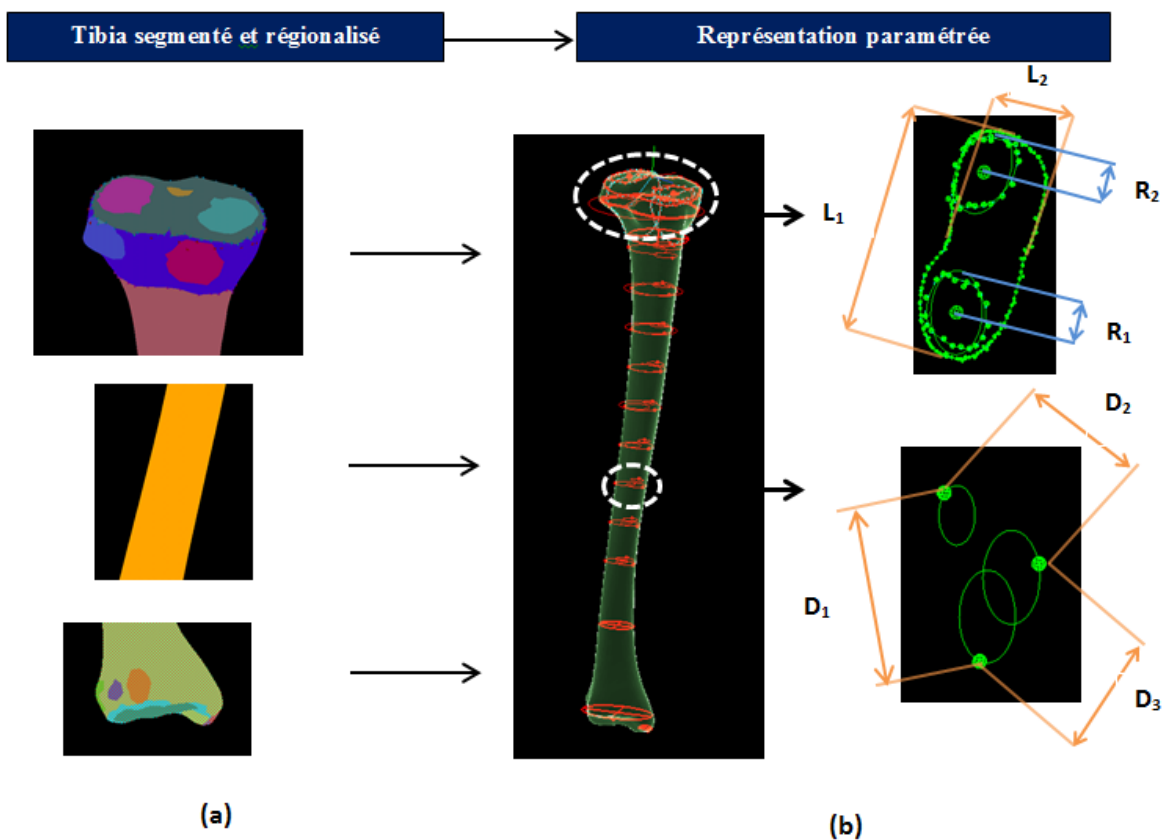 Tibia segmenté et régionalisé
Représentation paramétrée
L₂
L₁
R₂
R₁
D₂
D₁
D₃
(a)
(b)